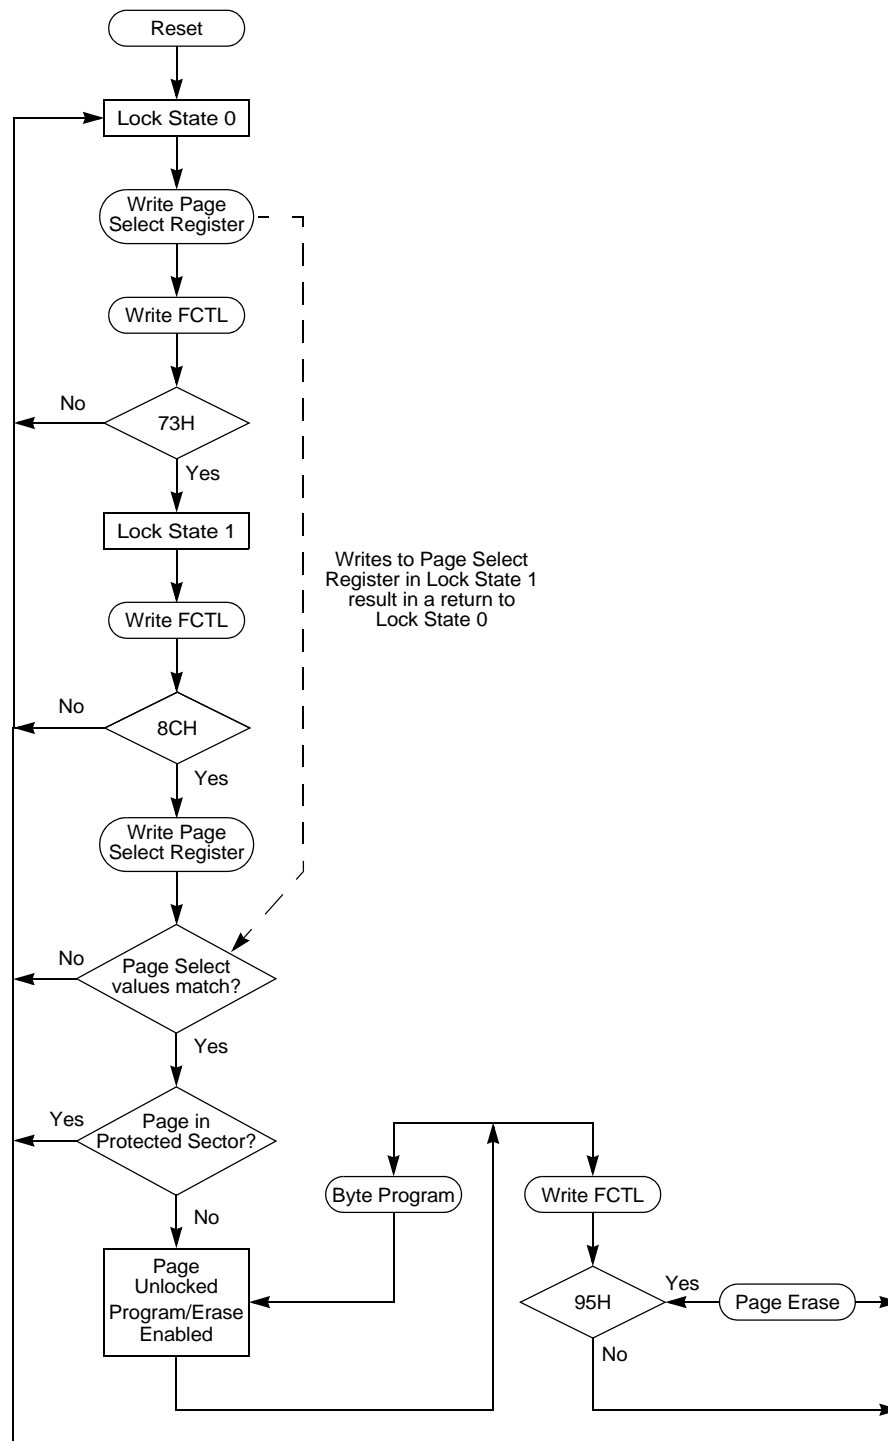 Reset
Lock State 0
Write Page
Select Register
Write FCTL
No
73H
Yes
Lock State 1
Writes to Page Select
Register in Lock State 1
result in a return to
Lock State 0
Write FCTL
No
8CH
Yes
Write Page
Select Register
No
Page Select
values match?
Yes
Yes
Page in
Protected Sector?
No
Byte Program
Write FCTL
Page
Unlocked
Program/Erase
Enabled
95H
Yes
Page Erase
No